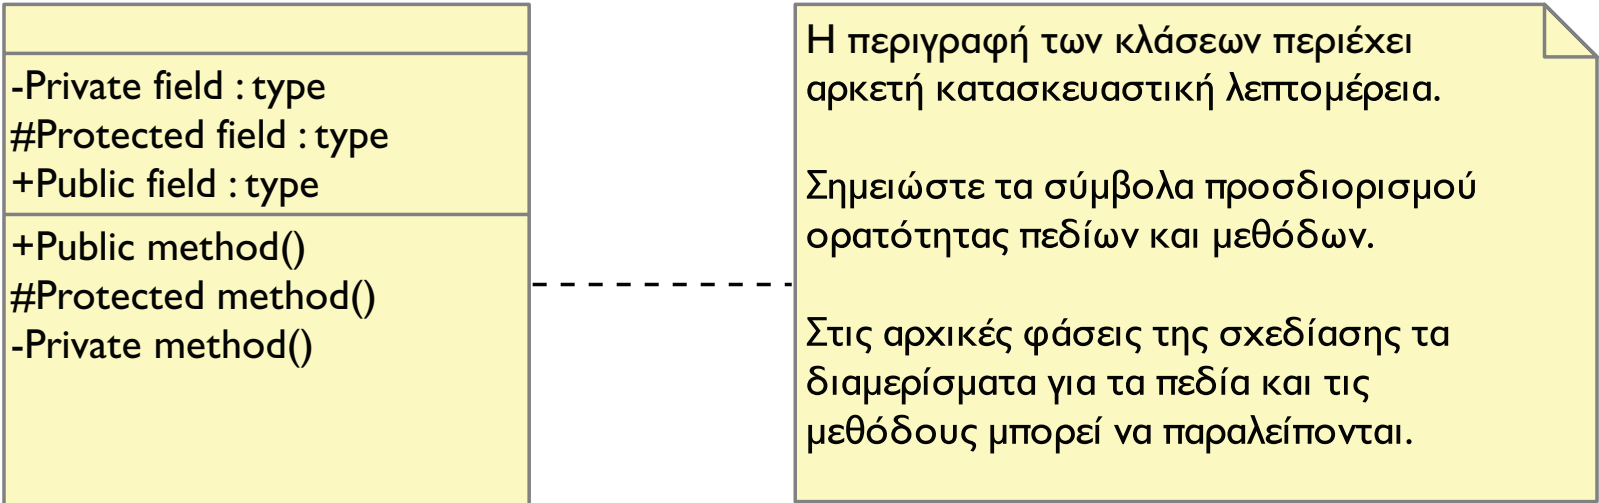 -Private field : type
#Protected field : type
+Public field : type
+Public method()
#Protected method()
-Private method()
Η περιγραφή των κλάσεων περιέχει
αρκετή κατασκευαστική λεπτομέρεια.
Σημειώστε τα σύμβολα προσδιορισμού
ορατότητας πεδίων και μεθόδων.
Στις αρχικές φάσεις της σχεδίασης τα
διαμερίσματα για τα πεδία και τις
μεθόδους μπορεί να παραλείπονται.